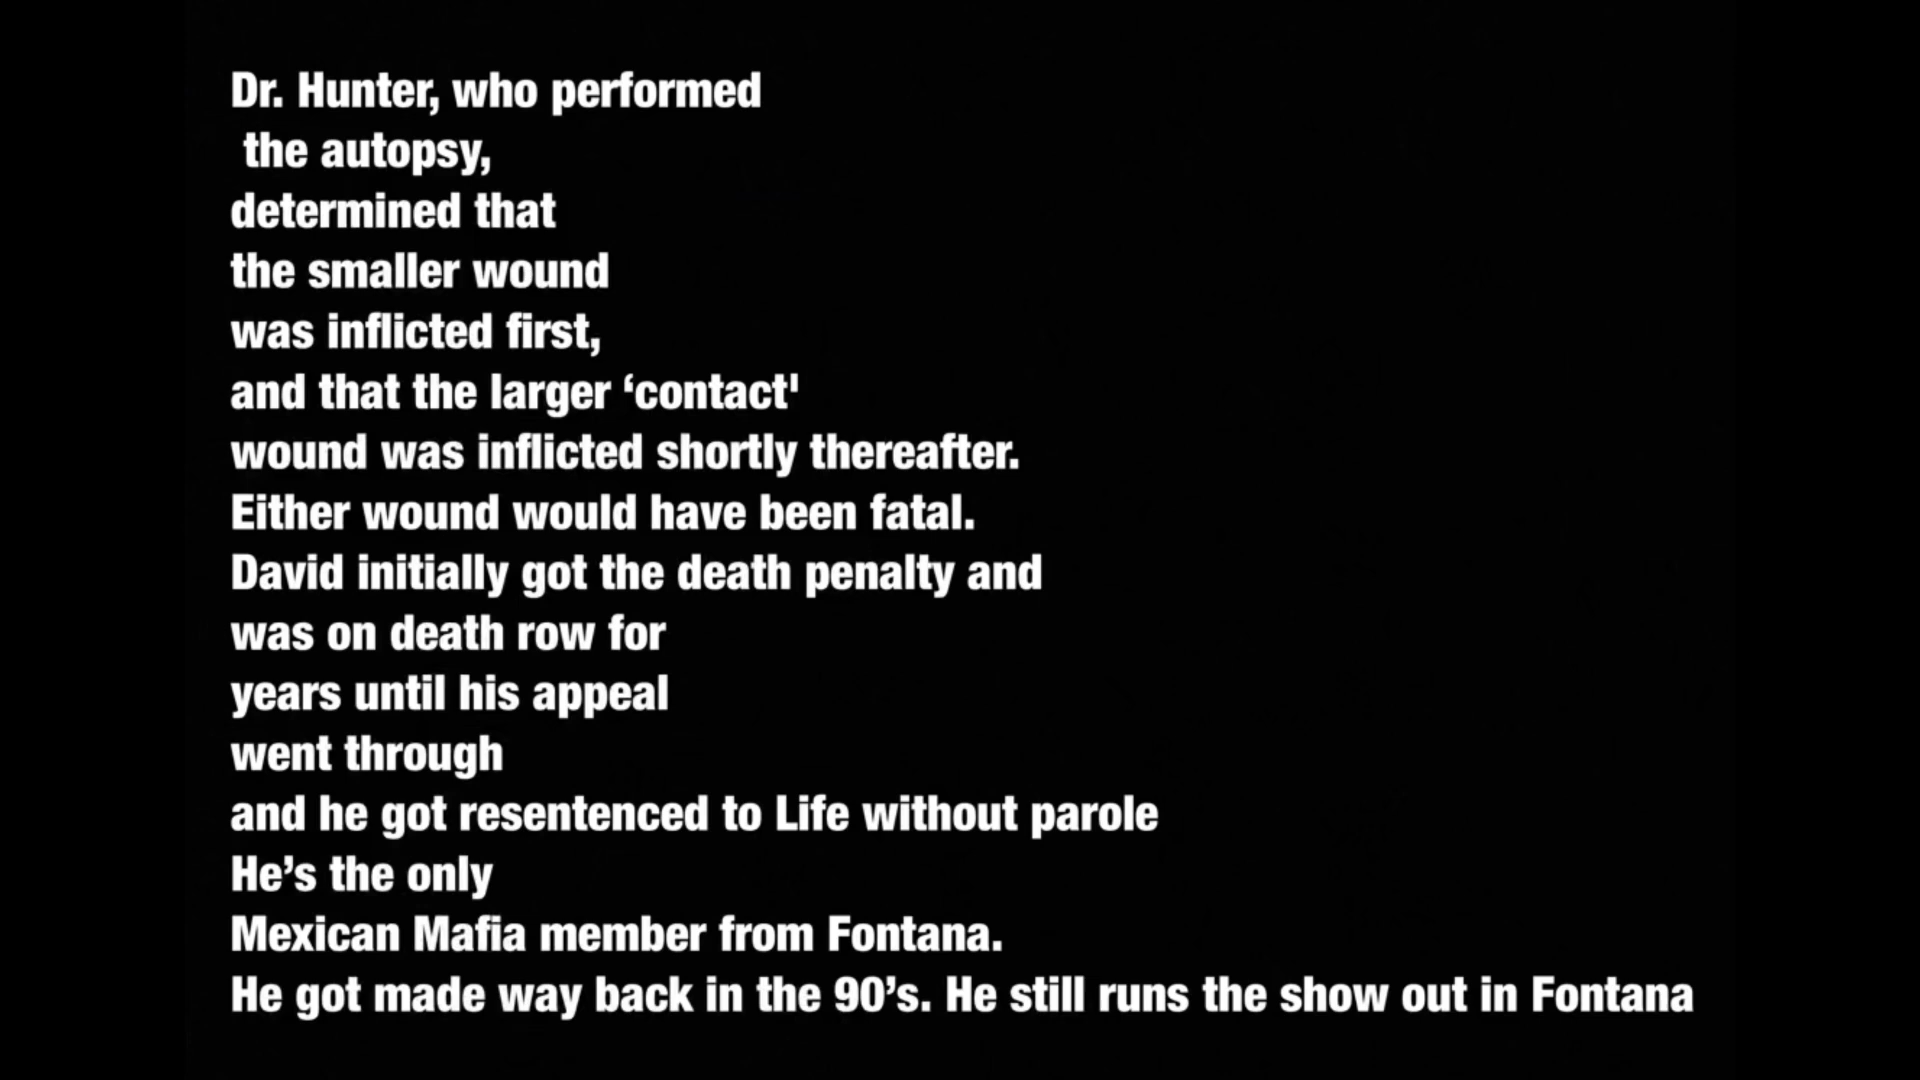 Dr. Hunter, who performed
the autopsy,
determined that
the smaller wound
was inflicted first,
and that the larger ‘contact'
wound was inflicted shortly thereafter.
Either wound would have been fatal.
David initially got the death penalty and
was on death row for
years until his appeal
went through
and he got resentenced to Life without parole
He’s the only
Mexican Mafia member from Fontana.
He got made way back in the 90’s. He still runs the show out in Fontana